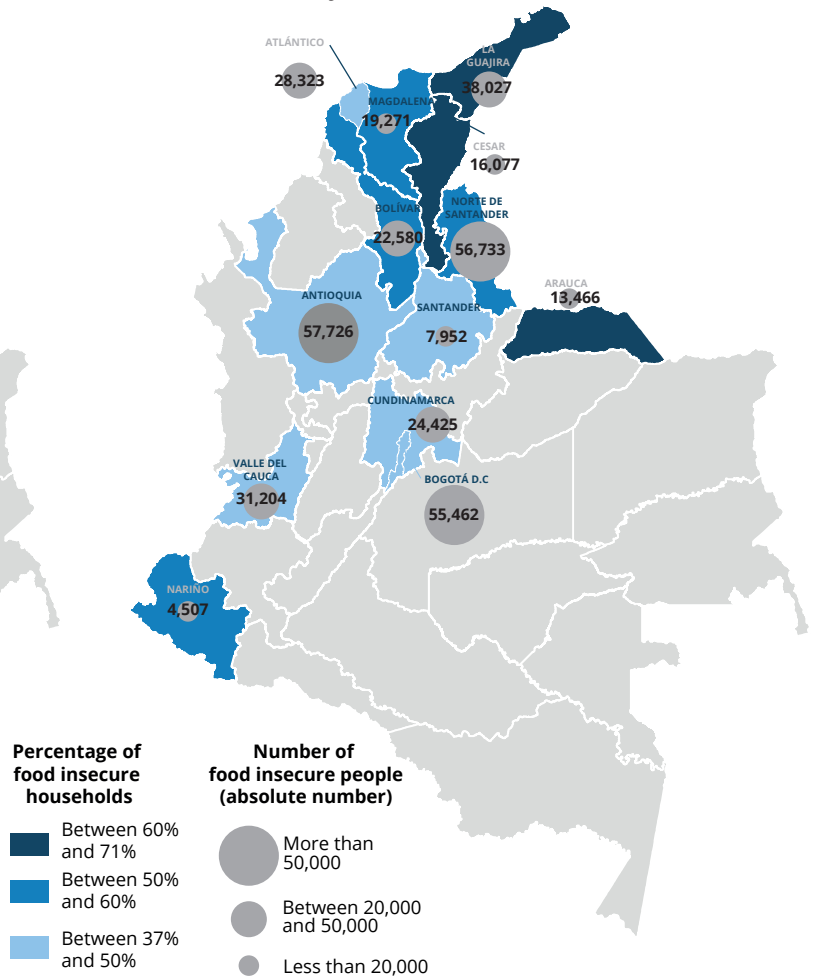 ATLÁNTICO
28,323
LA
GUAJIRA
38,027
MAGDALENA
19,271
CESAR
16,077
BOLÍVAR
22,580
NORTE DE
SANTANDER
56,733
ARAUCA
13,466
ANTIOQUIA
57,726
SANTANDER
7,952
CUNDINAMARCA
24,425
VALLE DEL
CAUCA
31,204
BOGOTÁ D.C
55,462
NARIÑO
4,507
Percentage of
food insecure
households
Between 60%
and 71%
Between 50%
and 60%
Between 37%
and 50%
Number of
food insecure people
(absolute number)
More than
50,000
Between 20,000
and 50,000
Less than 20,000